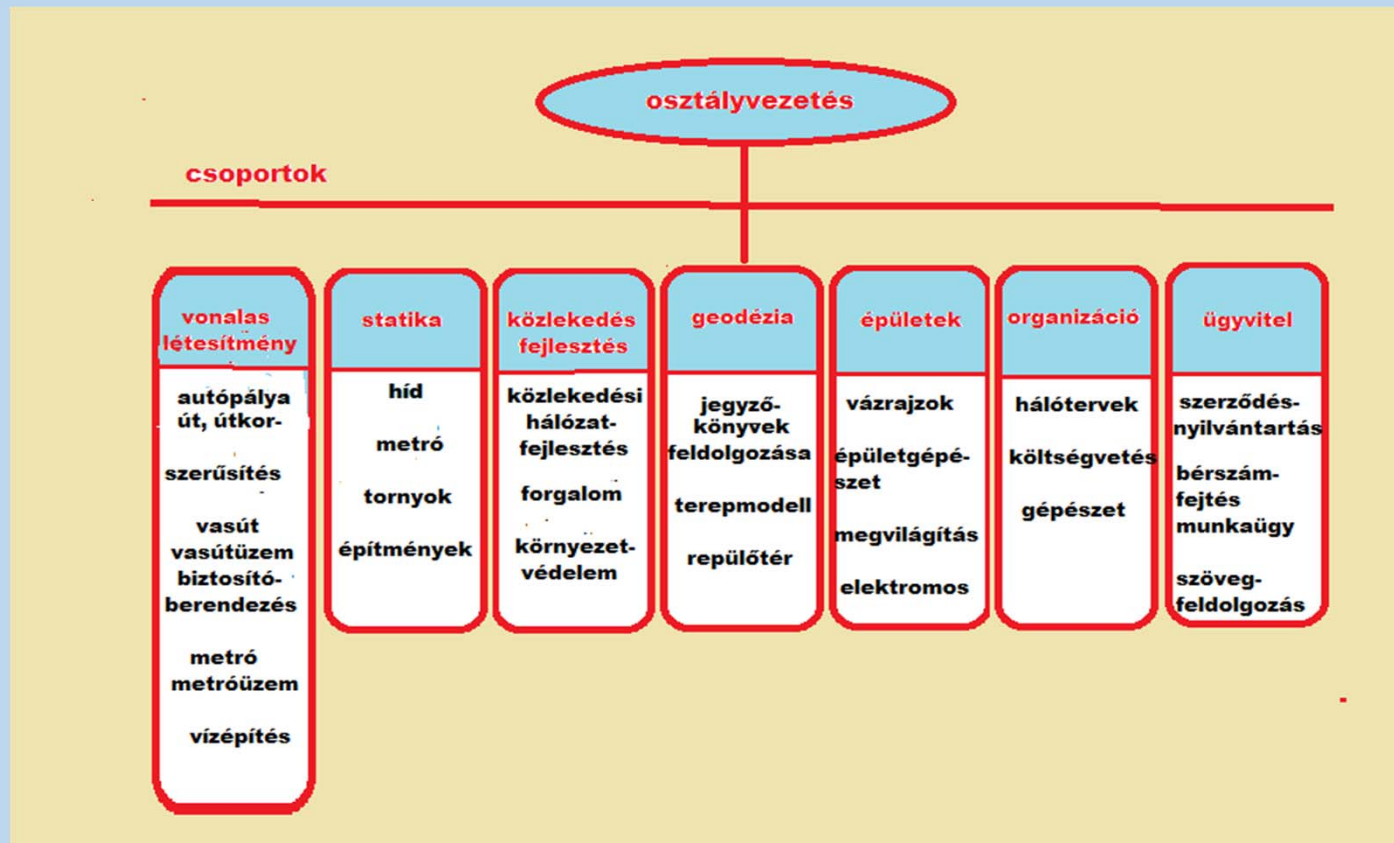 osztályvezetés
csoportok
vonalas
létesítmény
autópálya
út, útkor-
szerűsítés
vasút
vasútüzem
biztosító-
berendezés
metró
metróüzem
vízépítés
statika
híd
metró
tornyok
építmények
közlekedés
fejlesztés
közlekedési
hálózat-
fejlesztés
forgalom
környezet-
védelem
geodézia
jegyző-
könyvek
feldolgozása
terepmodell
repülőtér
épületek
vázrajzok
épületgépé-
szet
megvilágítás
elektromos
organizáció
hálótervek
költségvetés
gépészet
ügyvitel
szerződés-
nyilvántartás
bérszám-
fejtés
munkaügy
szöveg-
feldolgozás